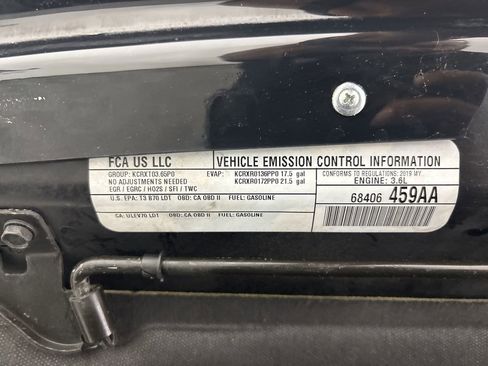 FCA US LLC VEHICLE EMISSION CONTROL INFORMATION
GROUP: KCRXT03.65P0 EVAP: KCRXR0136PP0 17.5 gal CONFORMS TO REGULATIONS: 2019 MY
NO ADJUSTMENTS NEEDED KCRXR0172PP0 21.5 gal ENGINE: 3.6L
EGR / EGRC / HO2S / SFI / TWC
U.S. EPA: T3 B70 LDT OBD: CA OBD II FUEL: GASOLINE 68406 459AA
CA: ULEV70 LDT OBD: CA OBD II FUEL: GASOLINE